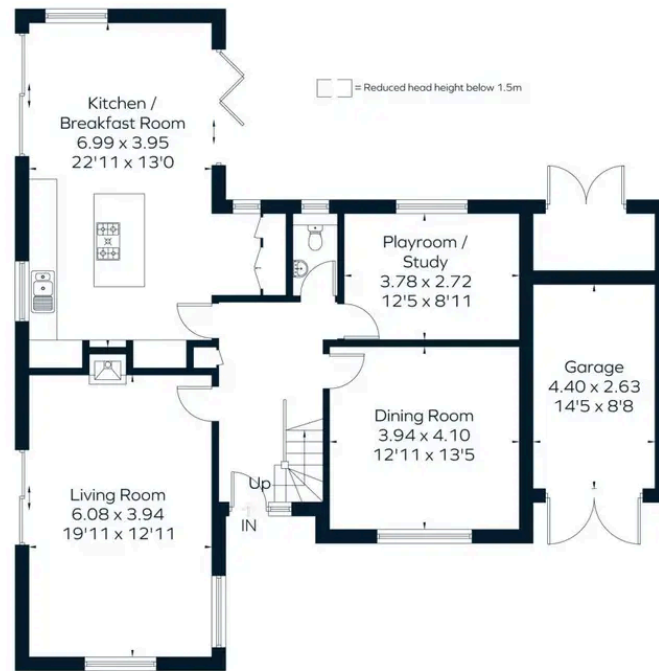 = Reduced head height below 1.5m
Kitchen /
Breakfast Room
6.99 x 3.95
22'11 x 13'0
Playroom /
Study
3.78 x 2.72
12'5 x 8'11
Garage
4.40 x 2.63
14'5 x 8'8
Dining Room
3.94 x 4.10
12'11 x 13'5
Living Room
6.08 x 3.94
19'11 x 12'11
Up
IN